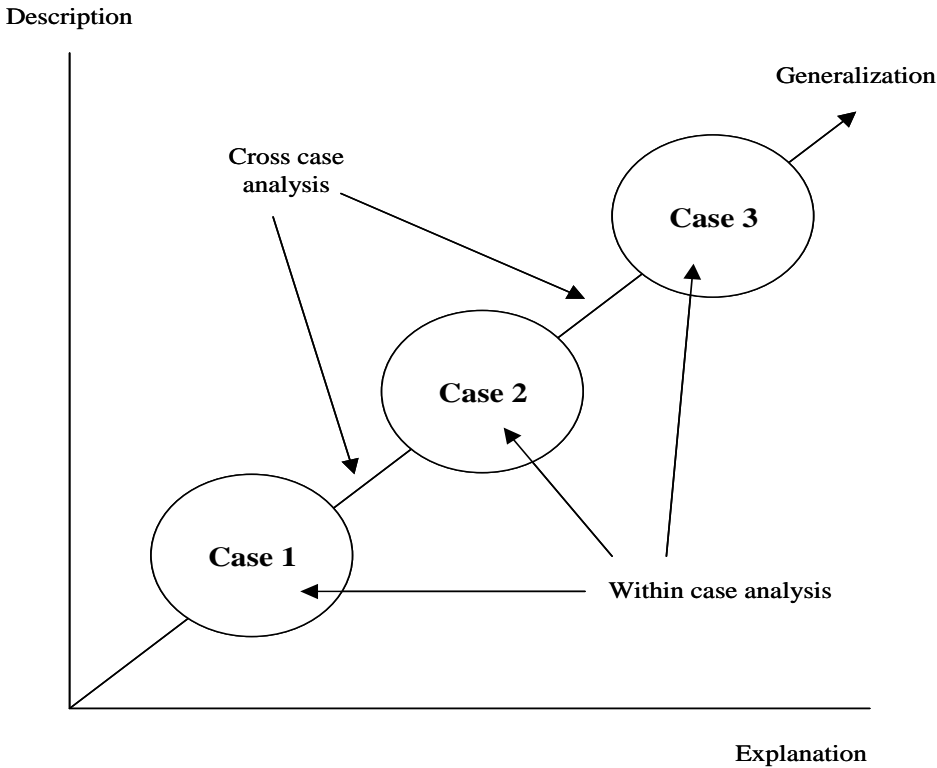 Description
Generalization
Cross case
analysis
Case 3
Case 2
Case 1
Within case analysis
Explanation